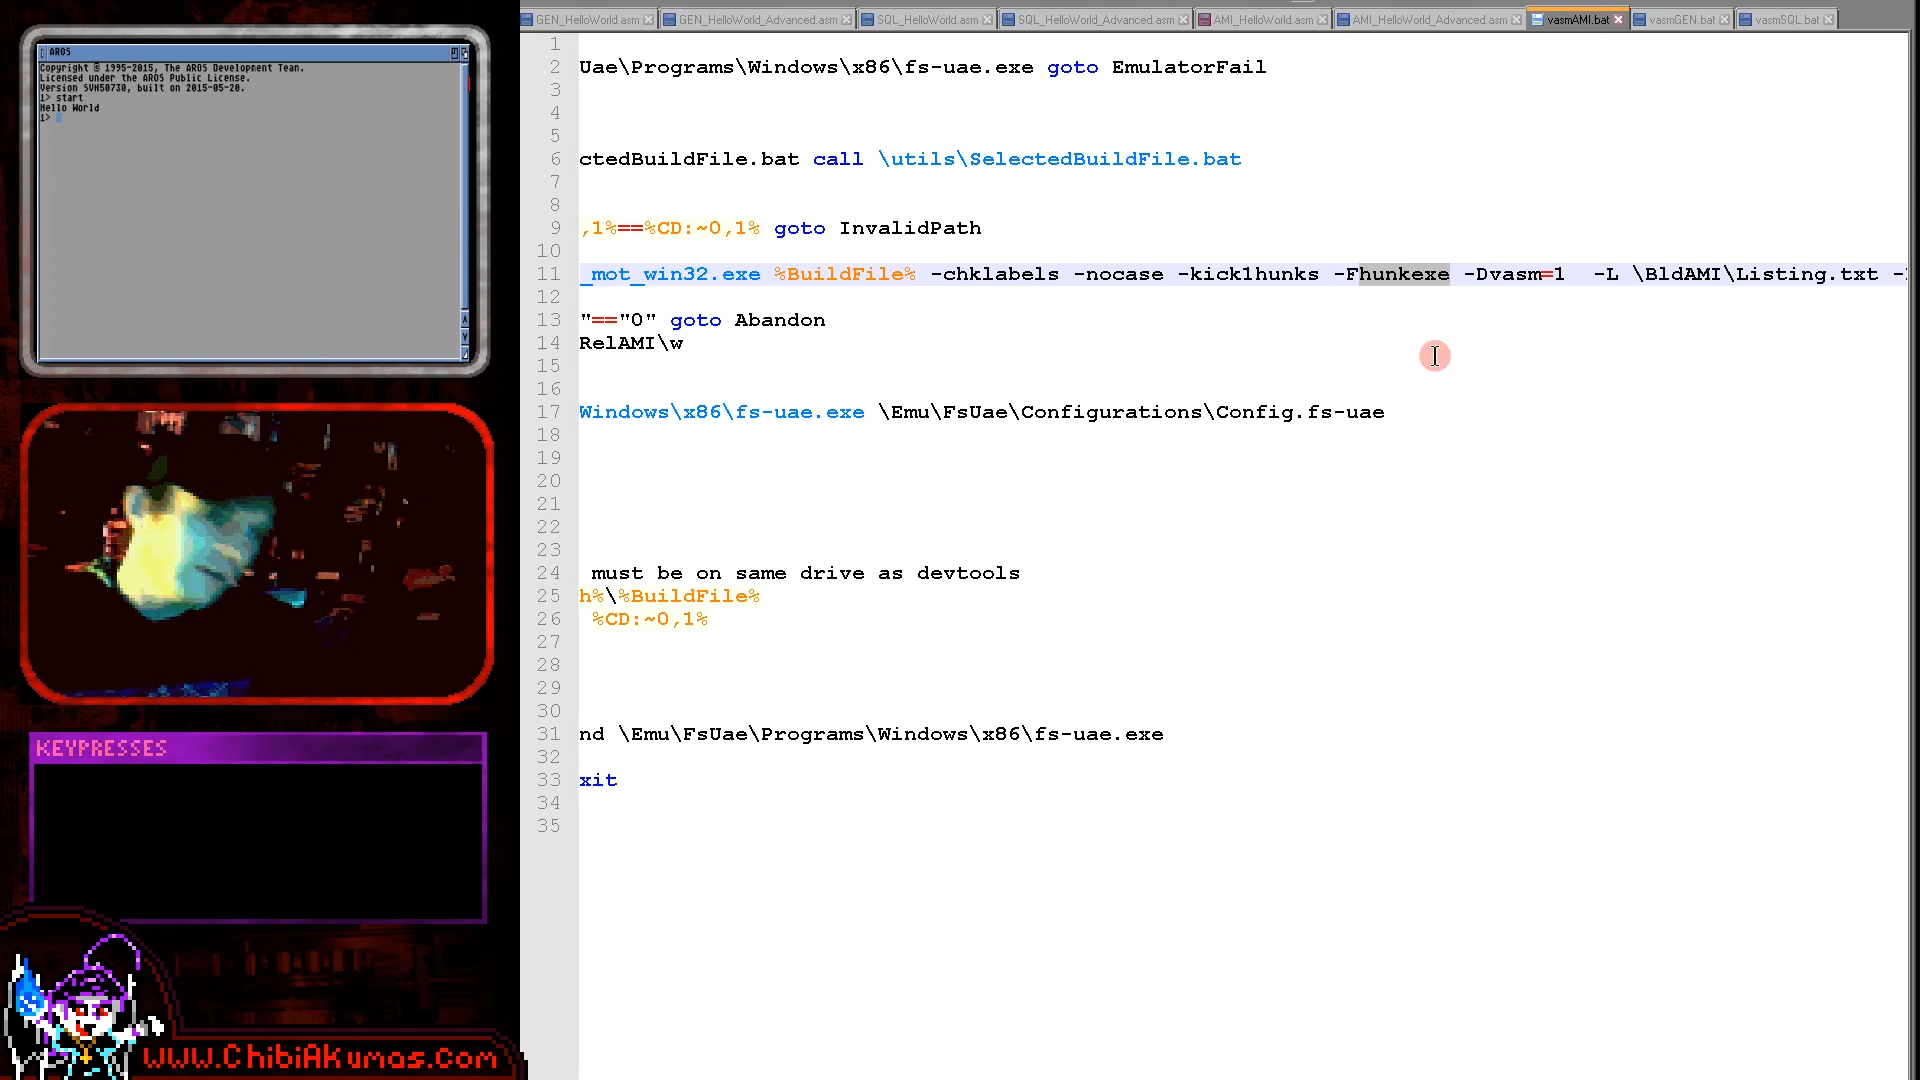 GEN_HelloWorld.asm GEN_HelloWorld_Advanced.asm SQL_HelloWorld.asm SQL_HelloWorld_Advanced.asm AMI_HelloWorld.asm AMI_HelloWorld_Advanced.asm vasmAMI.bat vasmGEN.bat vasmSQL.bat
AROS
Copyright © 1995-2015, The AROS Development Team.
Licensed under the AROS Public License.
Version SVN50730, built on 2015-05-20.
1> start
Hello World
1>
1
2 Uae\Programs\Windows\x86\fs-uae.exe goto EmulatorFail
3
4
5
6 ctedBuildFile.bat call \utils\SelectedBuildFile.bat
7
8
9 ,1%==%CD:~0,1% goto InvalidPath
10
11 _mot_win32.exe %BuildFile% -chklabels -nocase -kick1hunks -Fhunkexe -Dvasm=1  -L \BldAMI\Listing.txt -
12
13 "=="0" goto Abandon
14 RelAMI\w
15
16
17 Windows\x86\fs-uae.exe \Emu\FsUae\Configurations\Config.fs-uae
18
19
20
21
22
23
24 must be on same drive as devtools
25 h%\%BuildFile%
26 %CD:~0,1%
27
28
29
30
31 nd \Emu\FsUae\Programs\Windows\x86\fs-uae.exe
32
33 xit
34
35
KEYPRESSES
WWW.ChibiAKumas.com